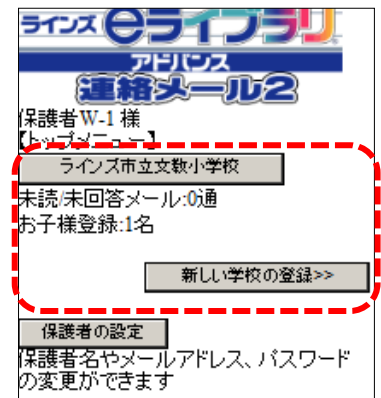 ラインズeライブラリ
アドバンス
連絡メール2
保護者W-1 様
【トップメニュー】
ラインズ市立文教小学校
未読/未回答メール:0通
お子様登録:1名
新しい学校の登録>>
保護者の設定
保護者名やメールアドレス、パスワード
の変更ができます